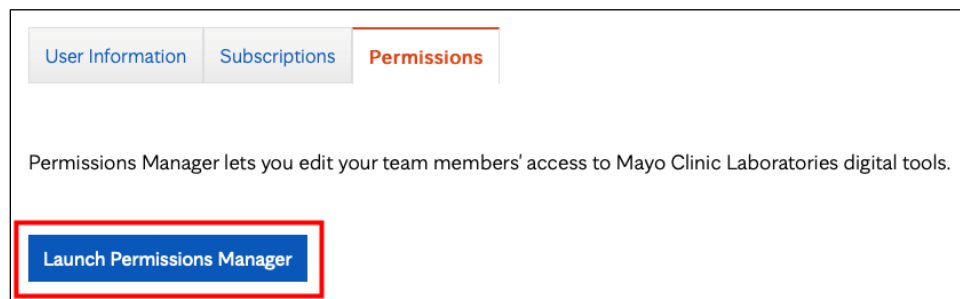 User Information
Subscriptions
Permissions
Permissions Manager lets you edit your team members' access to Mayo Clinic Laboratories digital tools.
Launch Permissions Manager